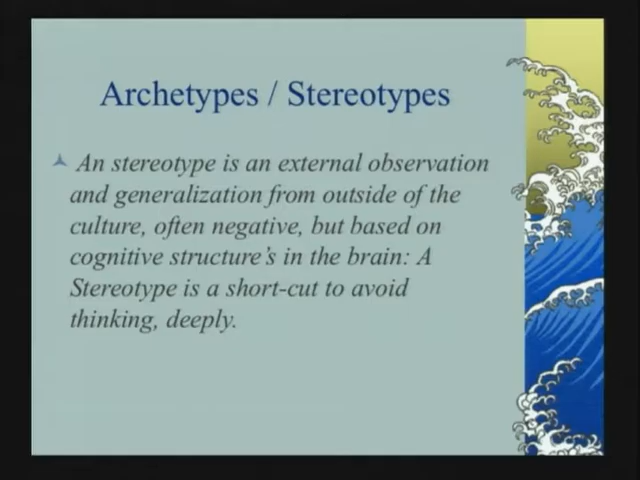 Archetypes / Stereotypes
An stereotype is an external observation
and generalization from outside of the
culture, often negative, but based on
cognitive structure's in the brain: A
Stereotype is a short-cut to avoid
thinking, deeply.